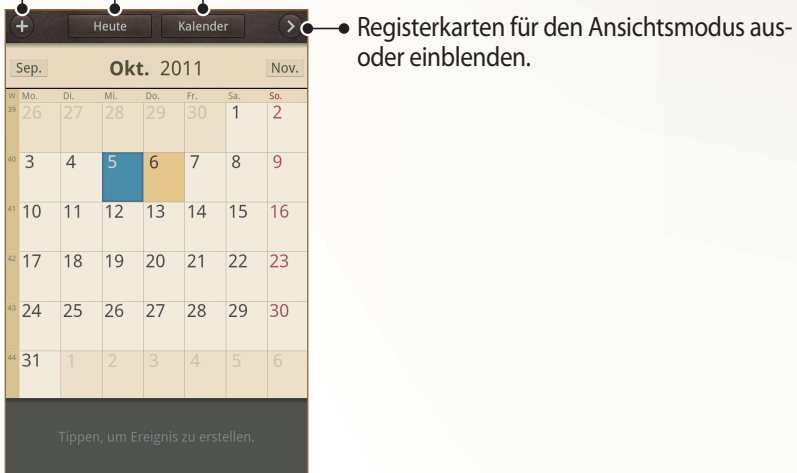 Heute Kalender
Registerkarten für den Ansichtsmodus aus-
oder einblenden.
Sep. Okt. 2011 Nov.
W Mo. Di. Mi. Do. Fr. Sa. So.
39 26 27 28 29 30 1 2
40 3 4 5 6 7 8 9
41 10 11 12 13 14 15 16
42 17 18 19 20 21 22 23
43 24 25 26 27 28 29 30
44 31 1 2 3 4 5 6
Tippen, um Ereignis zu erstellen.